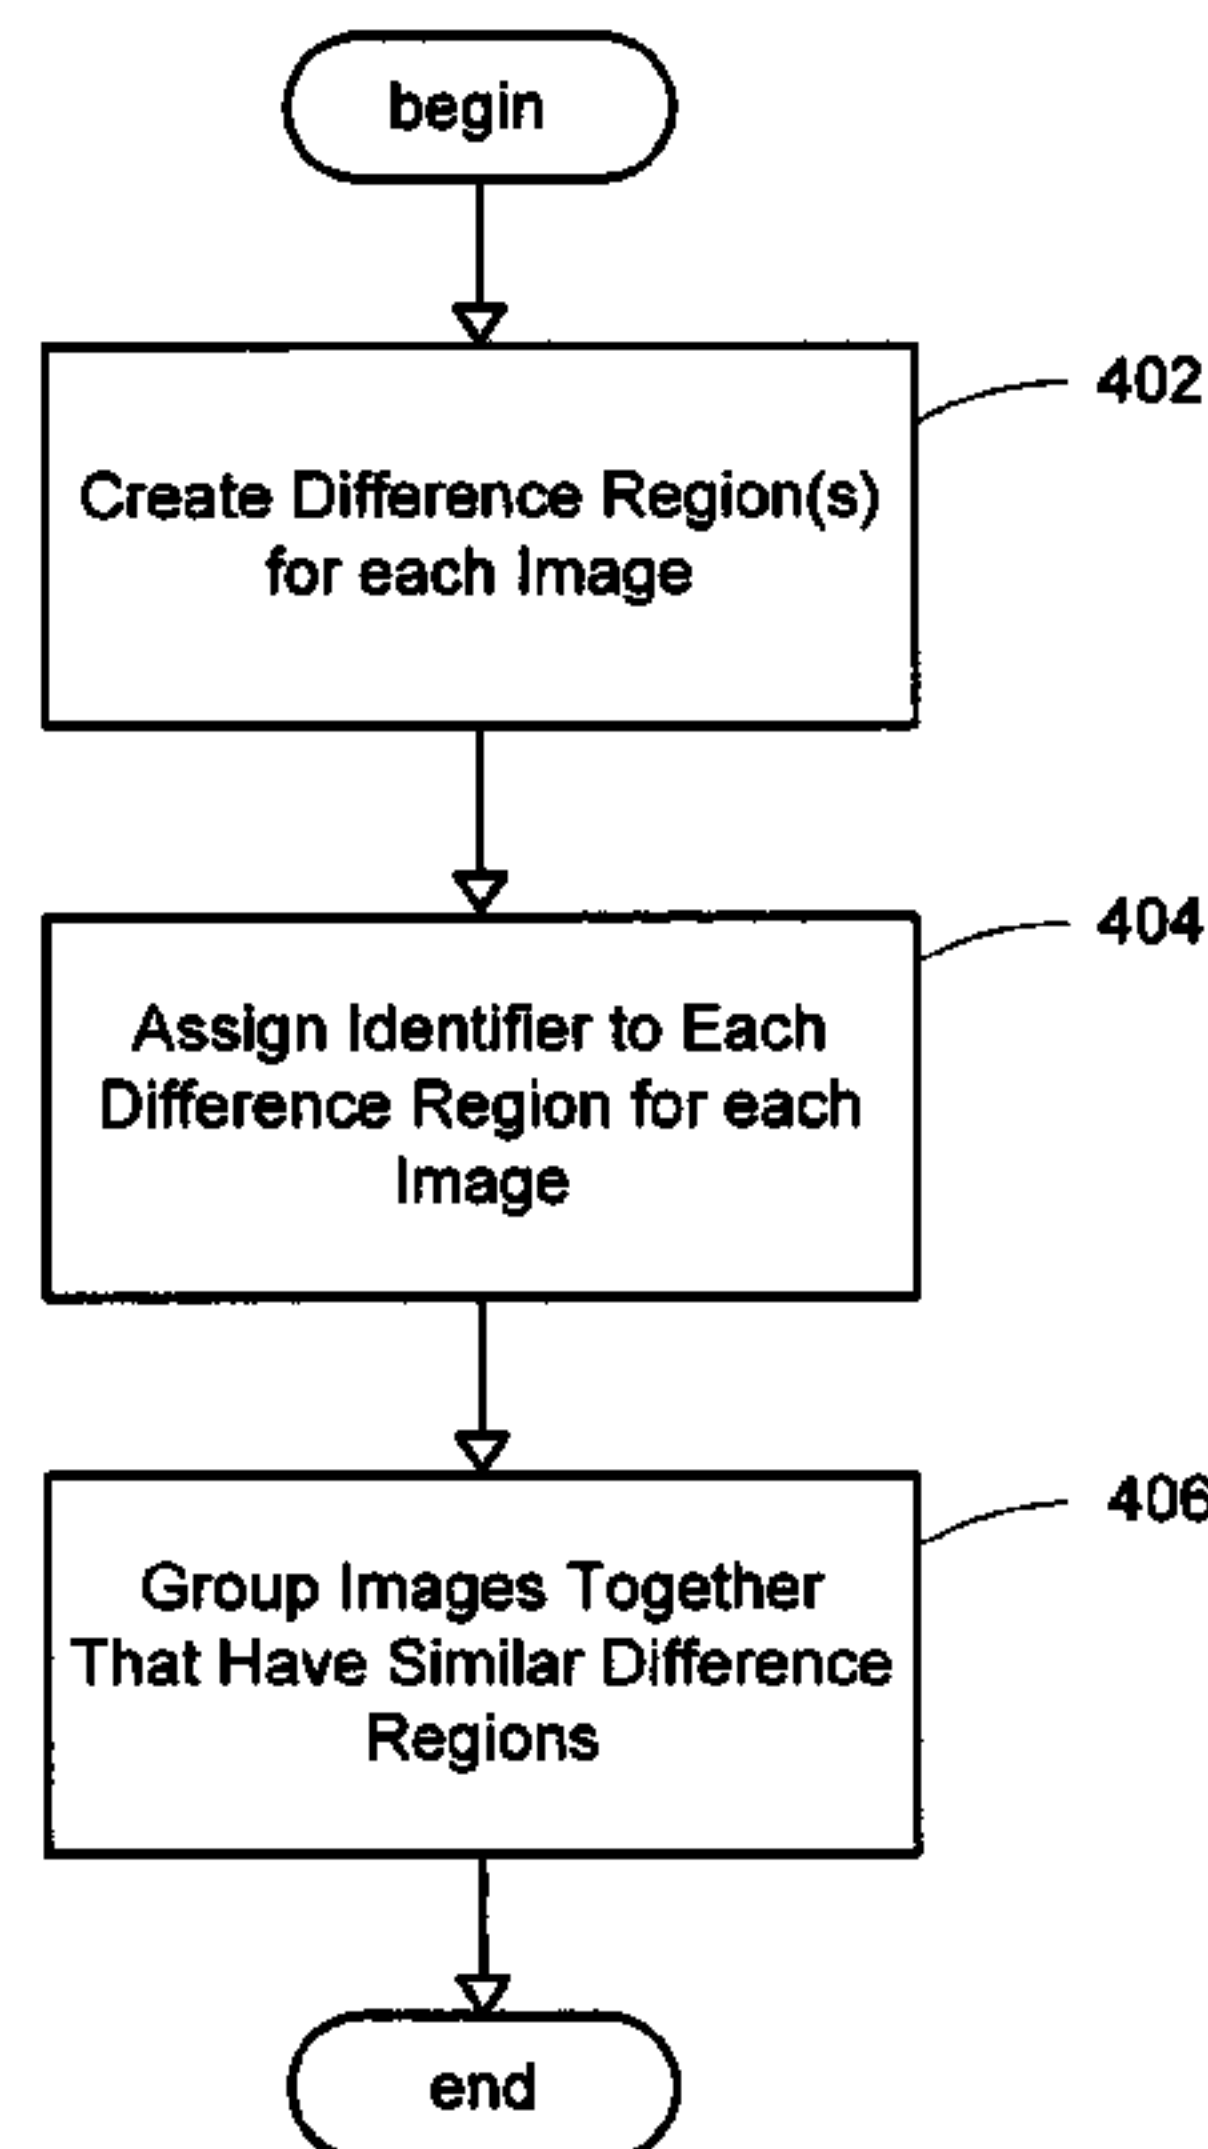 begin
402
Create Difference Region(s)
for each Image
404
Assign Identifier to Each
Difference Region for each
Image
406
Group Images Together
That Have Similar Difference
Regions
end